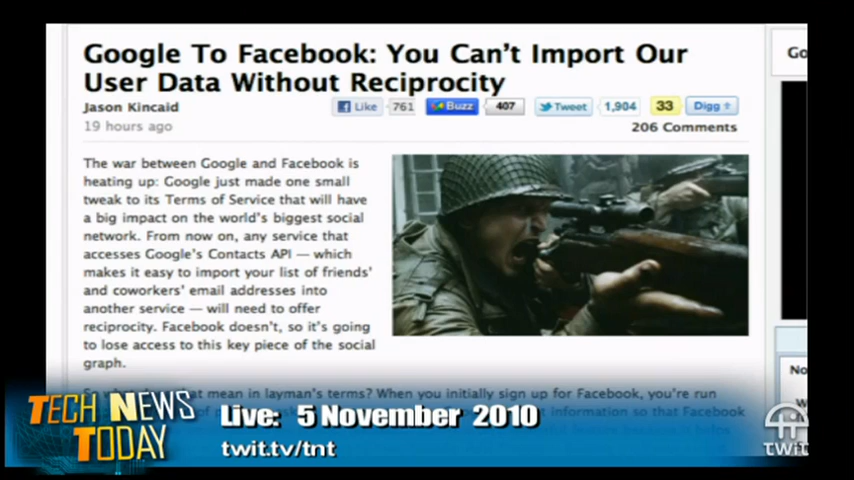 Google To Facebook: You Can't Import Our
User Data Without Reciprocity
Jason Kincaid
Like 761 Buzz 407 Tweet 1,904 33 Digg
19 hours ago
206 Comments
The war between Google and Facebook is
heating up: Google just made one small
tweak to its Terms of Service that will have
a big impact on the world's biggest social
network. From now on, any service that
accesses Google's Contacts API — which
makes it easy to import your list of friends'
and coworkers' email addresses into
another service — will need to offer
reciprocity. Facebook doesn't, so it's going
to lose access to this key piece of the social
graph.
mean in layman's terms? When you initially sign up for Facebook, you're run
information so that Facebook
Go
No
TECH NEWS
TODAY
Live: 5 November 2010
twit.tv/tnt
TWiT